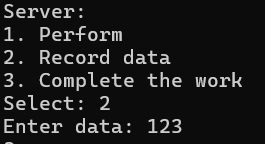 Server:
1. Perform
2. Record data
3. Complete the work
Select: 2
Enter data: 123